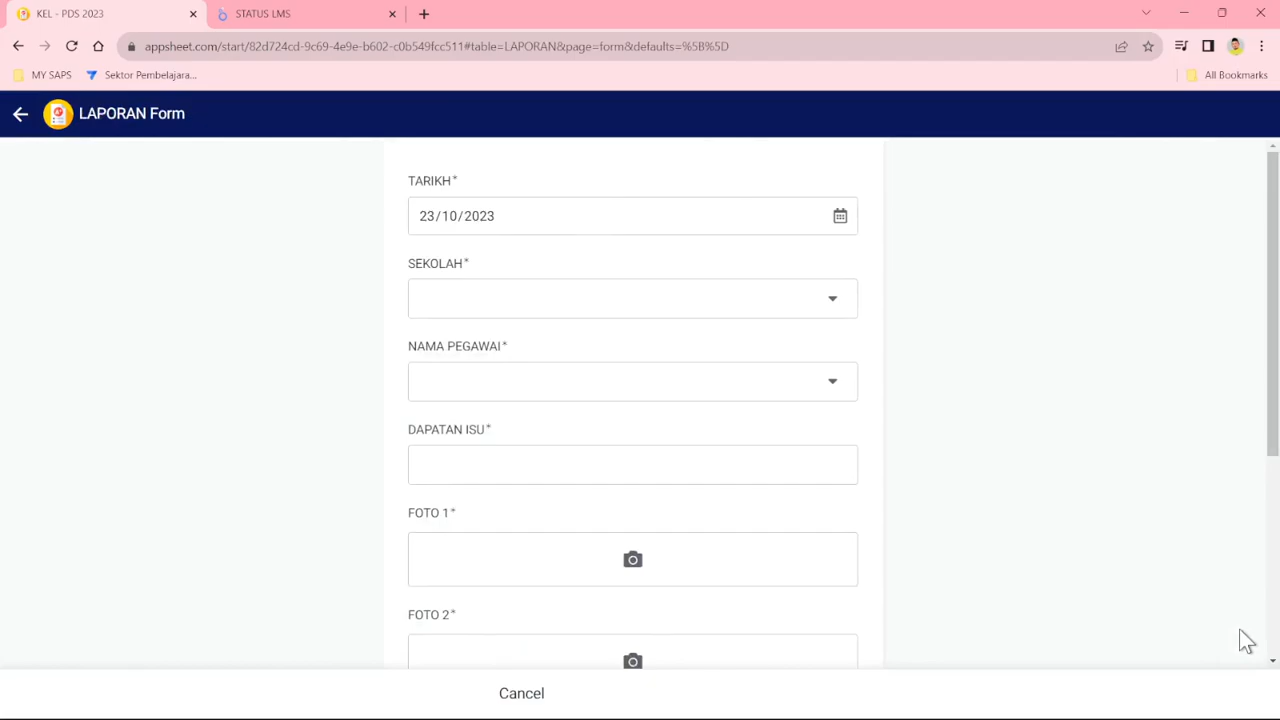 KEL - PDS 2023
STATUS LMS
appsheet.com/start/82d724cd-9c69-4e9e-b602-c0b549fcc511#table=LAPORAN&page=form&defaults=%5B%5D
MY SAPS
Sektor Pembelajara...
All Bookmarks
LAPORAN Form
TARIKH*
23/10/2023
SEKOLAH*
NAMA PEGAWAI*
DAPATAN ISU*
FOTO 1*
FOTO 2*
Cancel